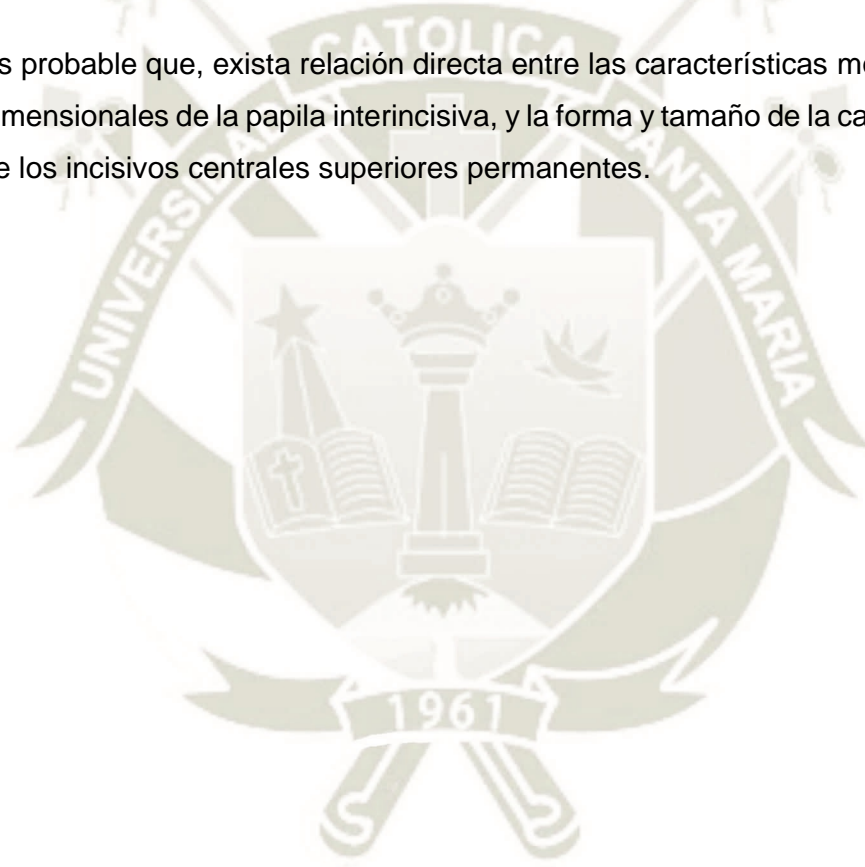 s probable que, exista relación directa entre las características m
mensionales de la papila interincisiva, y la forma y tamaño de la ca
e los incisivos centrales superiores permanentes.
UNIVERSIDAD CATOLICA SANTA MARIA
1961